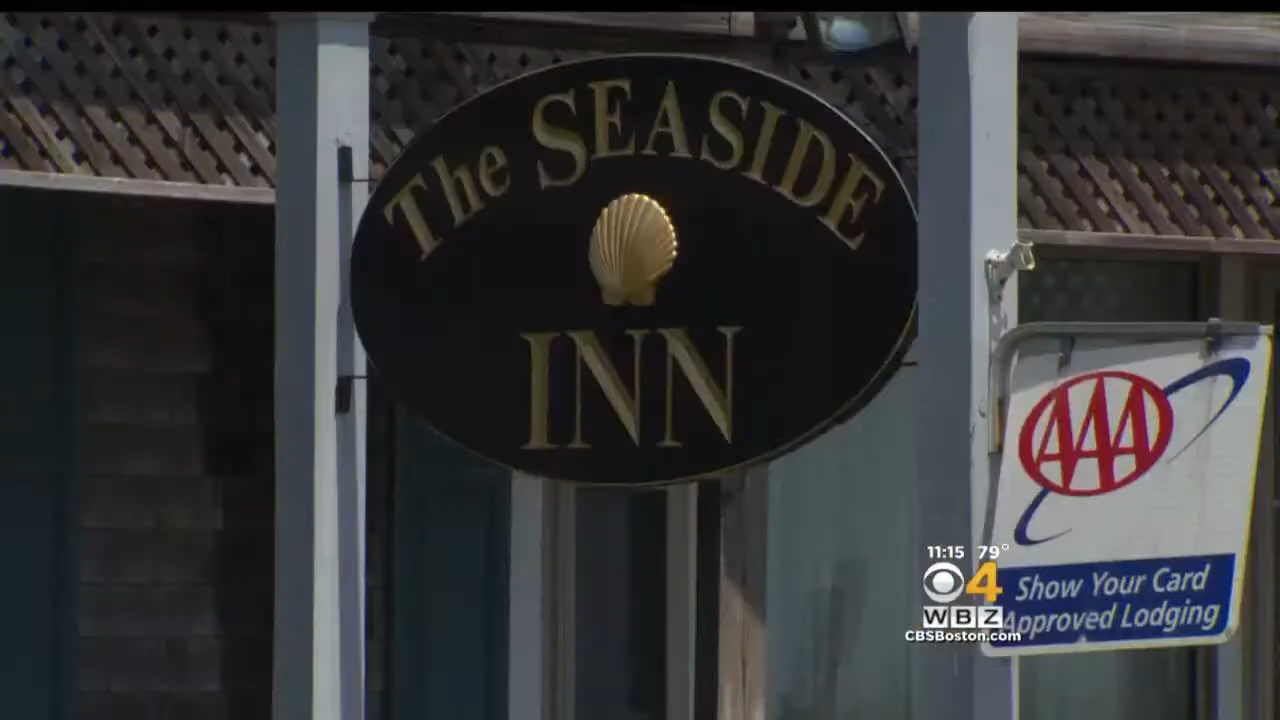 The SEASIDE
INN
AAA
Show Your Card
Approved Lodging
11:15 79°
4
WBZ
CBSBoston.com